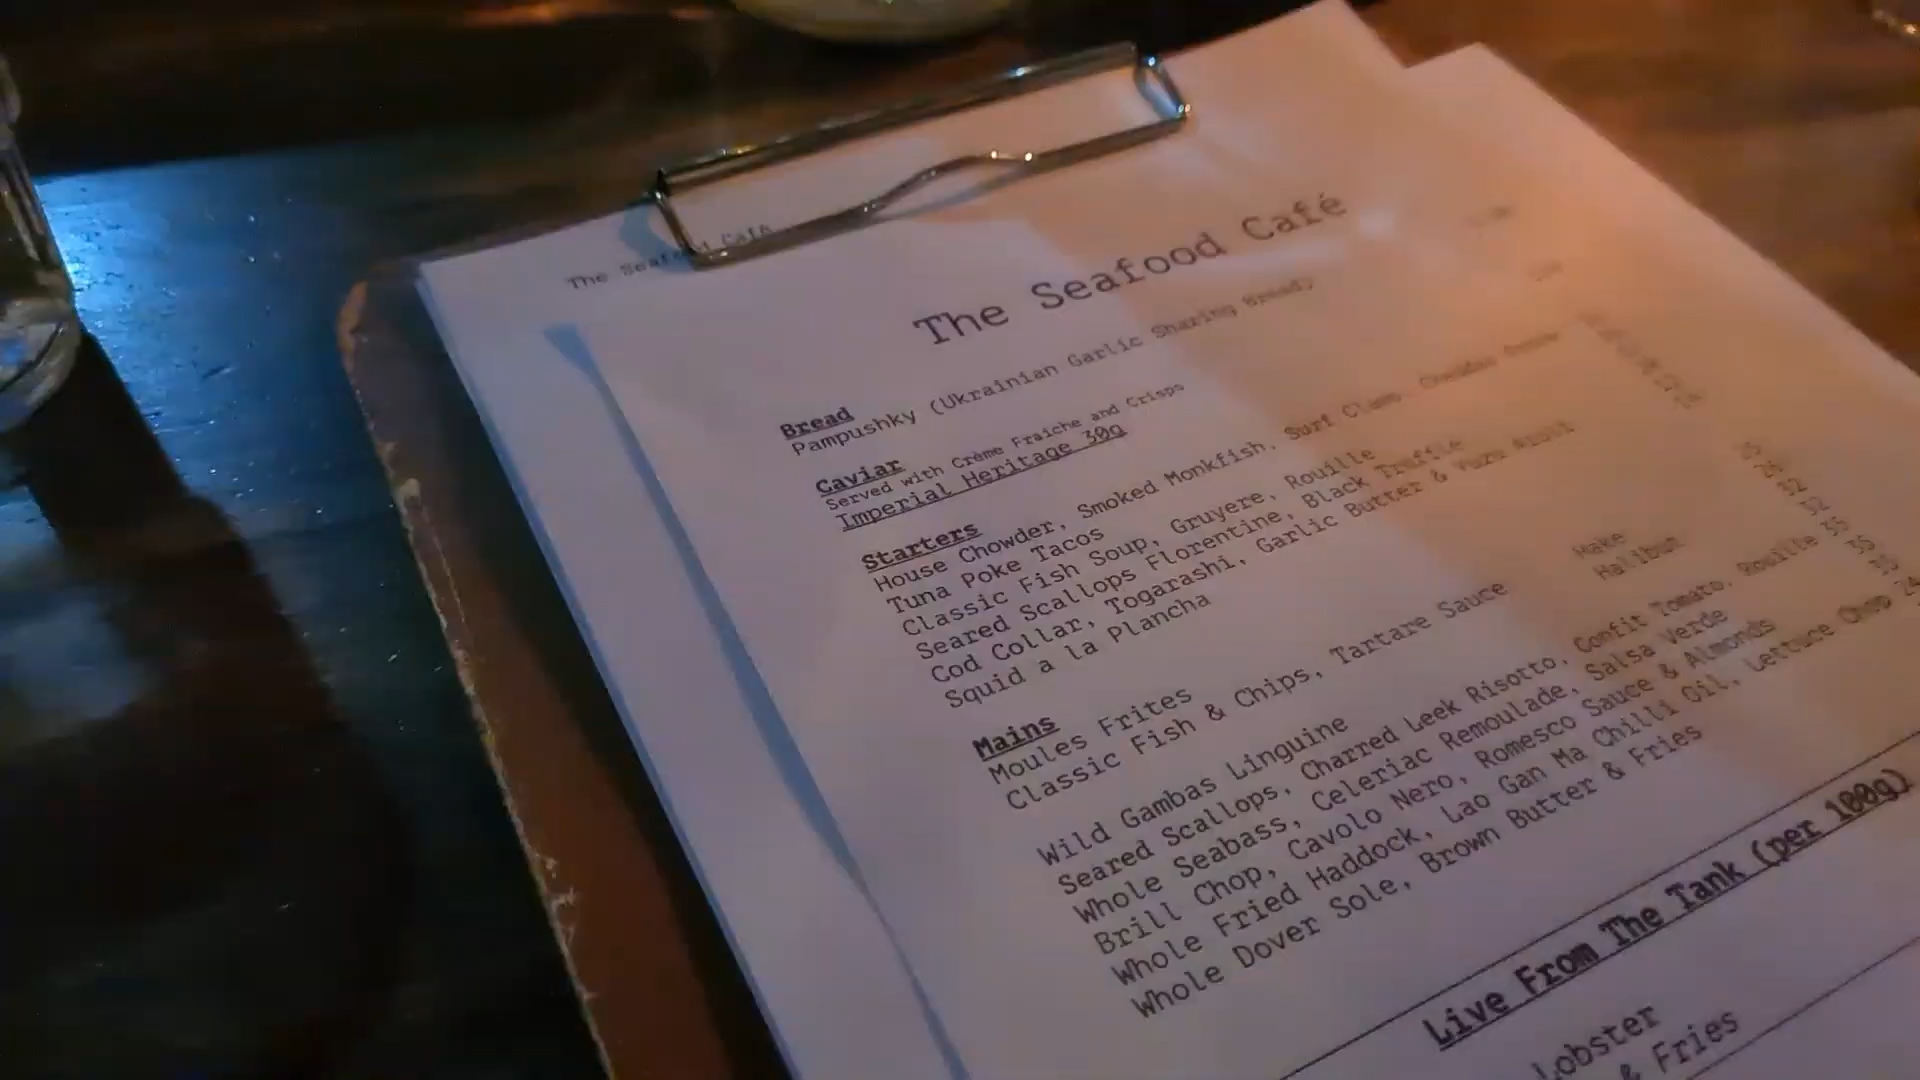 The Seafood Café
The Seafood Café
Bread
Pampushky (Ukrainian Garlic Sharing Bread)
Caviar
Served with Crème Fraiche and Crisps
Imperial Heritage 30g
Starters
House Chowder, Smoked Monkfish, Surf Clams, Cheddar
Tuna Poke Tacos
Classic Fish Soup, Gruyere, Rouille
Seared Scallops Florentine, Black Truffle
Cod Collar, Togarashi, Garlic Butter & Yuzu Aioli
Squid a la Plancha
Mains
Moules Frites
Classic Fish & Chips, Tartare Sauce
Hake
Halibut
Wild Gambas Linguine
Seared Scallops, Charred Leek Risotto, Confit Tomato, Rouille
Whole Seabass, Celeriac Remoulade, Salsa Verde
Brill Chop, Cavolo Nero, Romesco Sauce & Almonds
Whole Fried Haddock, Lao Gan Ma Chilli Oil, Lettuce
Whole Dover Sole, Brown Butter & Fries
Live From The Tank (per 100g)
Lobster
& Fries